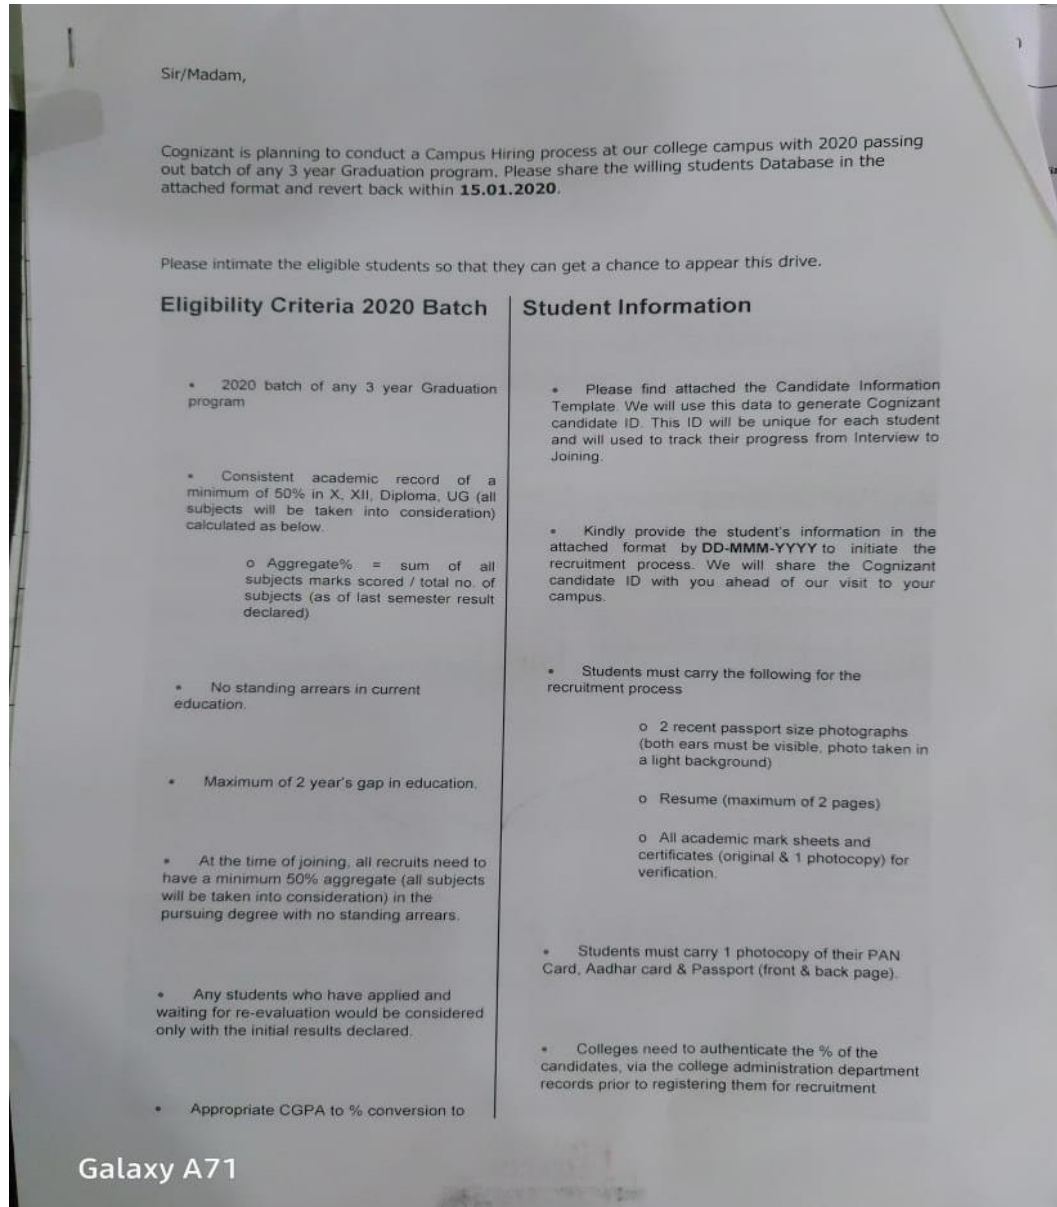 Sir/Madam,
Cognizant is planning to conduct a Campus Hiring process at our college campus with 2020 passing
out batch of any 3 year Graduation program. Please share the willing students Database in the
attached format and revert back within 15.01.2020.
Please intimate the eligible students so that they can get a chance to appear this drive.
Eligibility Criteria 2020 Batch
• 2020 batch of any 3 year Graduation
program
• Consistent academic record of a
minimum of 50% in X, XII, Diploma, UG (all
subjects will be taken into consideration)
calculated as below.
o Aggregate% = sum of all
subjects marks scored / total no. of
subjects (as of last semester result
declared)
• No standing arrears in current
education.
• Maximum of 2 year's gap in education.
• At the time of joining, all recruits need to
have a minimum 50% aggregate (all subjects
will be taken into consideration) in the
pursuing degree with no standing arrears.
• Any students who have applied and
waiting for re-evaluation would be considered
only with the initial results declared.
• Appropriate CGPA to % conversion to
Student Information
• Please find attached the Candidate Information
Template. We will use this data to generate Cognizant
candidate ID. This ID will be unique for each student
and will used to track their progress from Interview to
Joining.
• Kindly provide the student's information in the
attached format by DD-MMM-YYYY to initiate the
recruitment process. We will share the Cognizant
candidate ID with you ahead of our visit to your
campus.
• Students must carry the following for the
recruitment process
o 2 recent passport size photographs
(both ears must be visible, photo taken in
a light background)
o Resume (maximum of 2 pages)
o All academic mark sheets and
certificates (original & 1 photocopy) for
verification.
• Students must carry 1 photocopy of their PAN
Card, Aadhar card & Passport (front & back page).
• Colleges need to authenticate the % of the
candidates, via the college administration department
records prior to registering them for recruitment
Galaxy A71